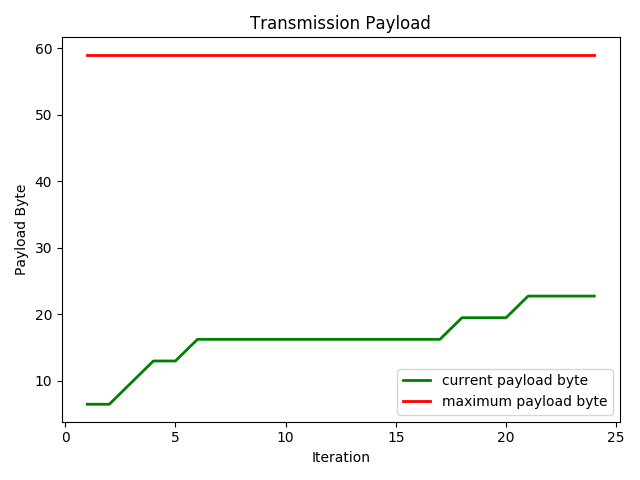 Transmission Payload
60
50
40
30
20
10
Payload Byte
current payload byte
maximum payload byte
0
5
10
15
20
25
Iteration